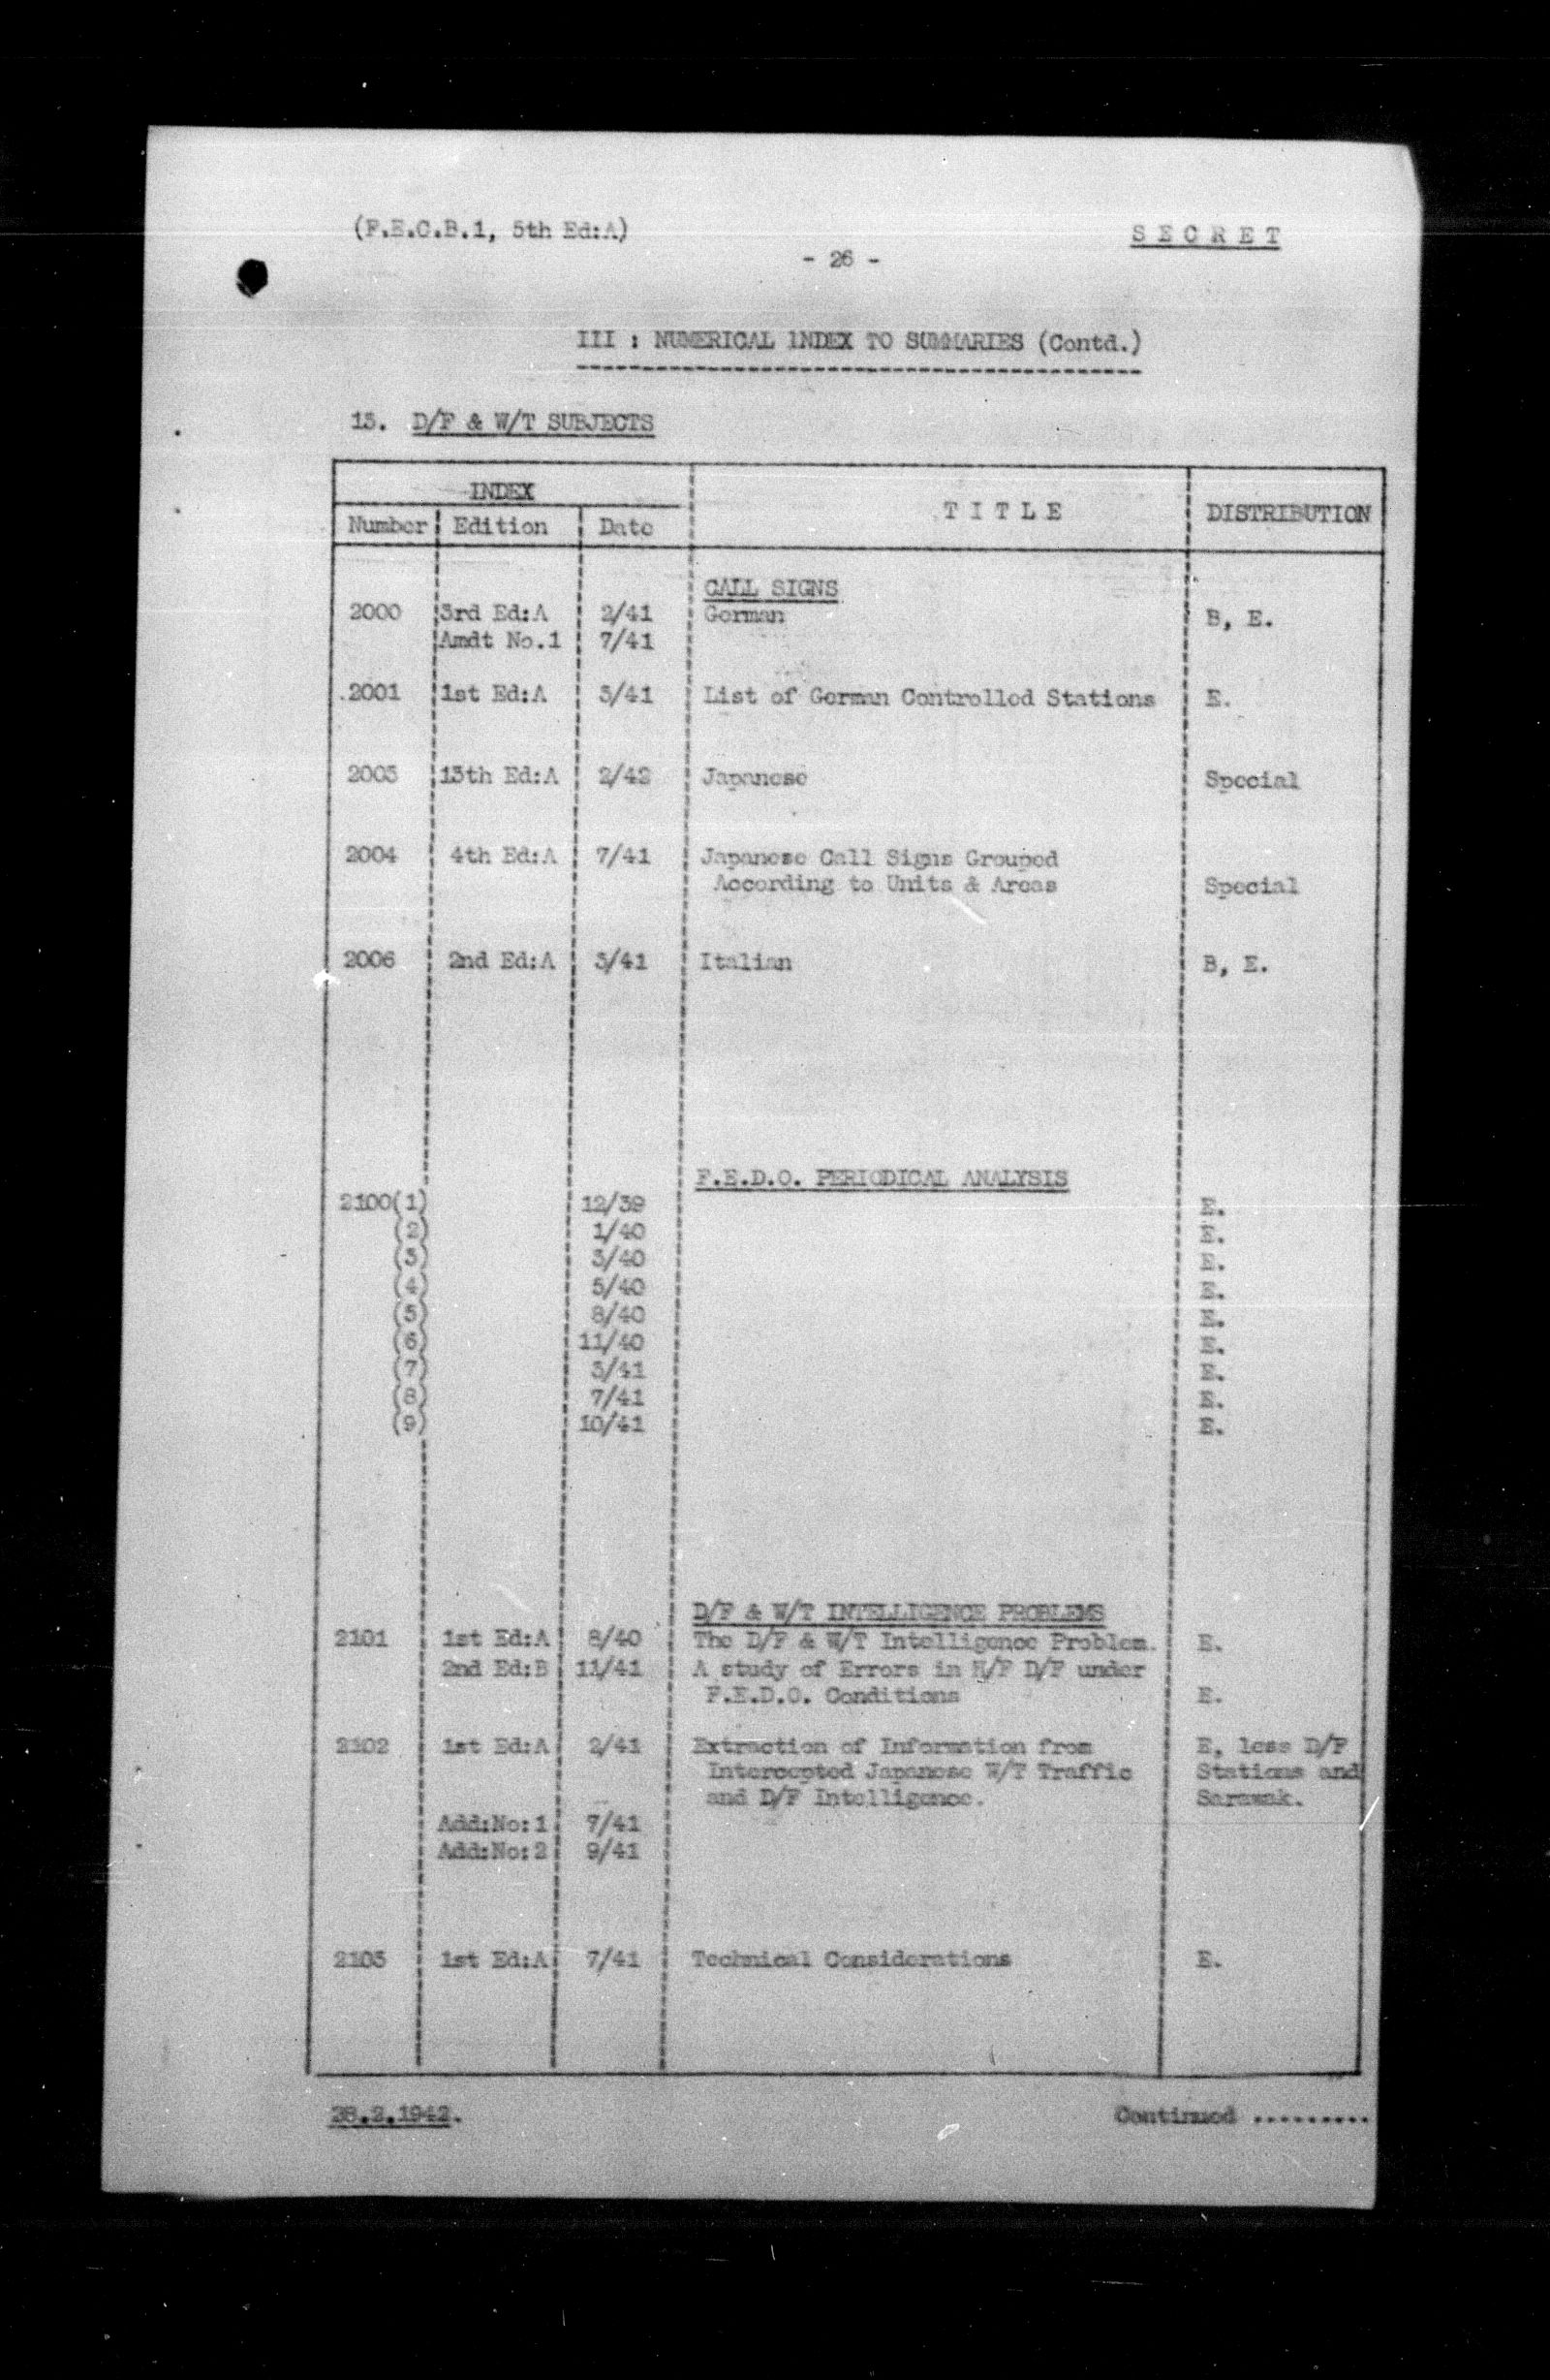 (F.E.C.B.1, 5th Ed:A)
SECRET
- 26 -
III : NUMERICAL INDEX TO SUMMARIES (Contd.)
13. D/F & W/T SUBJECTS
INDEX
Number Edition Date TITLE DISTRIBUTION
CALL SIGNS
2000 3rd Ed:A 2/41 German B, E.
Amdt No.1 7/41
2001 1st Ed:A 3/41 List of German Controlled Stations E.
2003 13th Ed:A 2/42 Japanese Special
2004 4th Ed:A 7/41 Japanese Call Signs Grouped
According to Units & Areas Special
2006 2nd Ed:A 3/41 Italian B, E.
F.E.D.O. PERIODICAL ANALYSIS
2100(1) 12/39 E.
(2) 1/40 E.
(3) 3/40 E.
(4) 5/40 E.
(5) 8/40 E.
(6) 11/40 E.
(7) 3/41 E.
(8) 7/41 E.
(9) 10/41 E.
D/F & W/T INTELLIGENCE PROBLEMS
2101 1st Ed:A 8/40 The D/F & W/T Intelligence Problem. E.
2nd Ed:B 11/41 A study of Errors in H/F D/F under
F.E.D.O. Conditions E.
2102 1st Ed:A 2/41 Extraction of Information from E, less D/F
Intercepted Japanese W/T Traffic Stations and
and D/F Intelligence. Sarawak.
Add:No:1 7/41
Add:No:2 9/41
2103 1st Ed:A 7/41 Technical Considerations E.
28.2.1942.
Continued .........